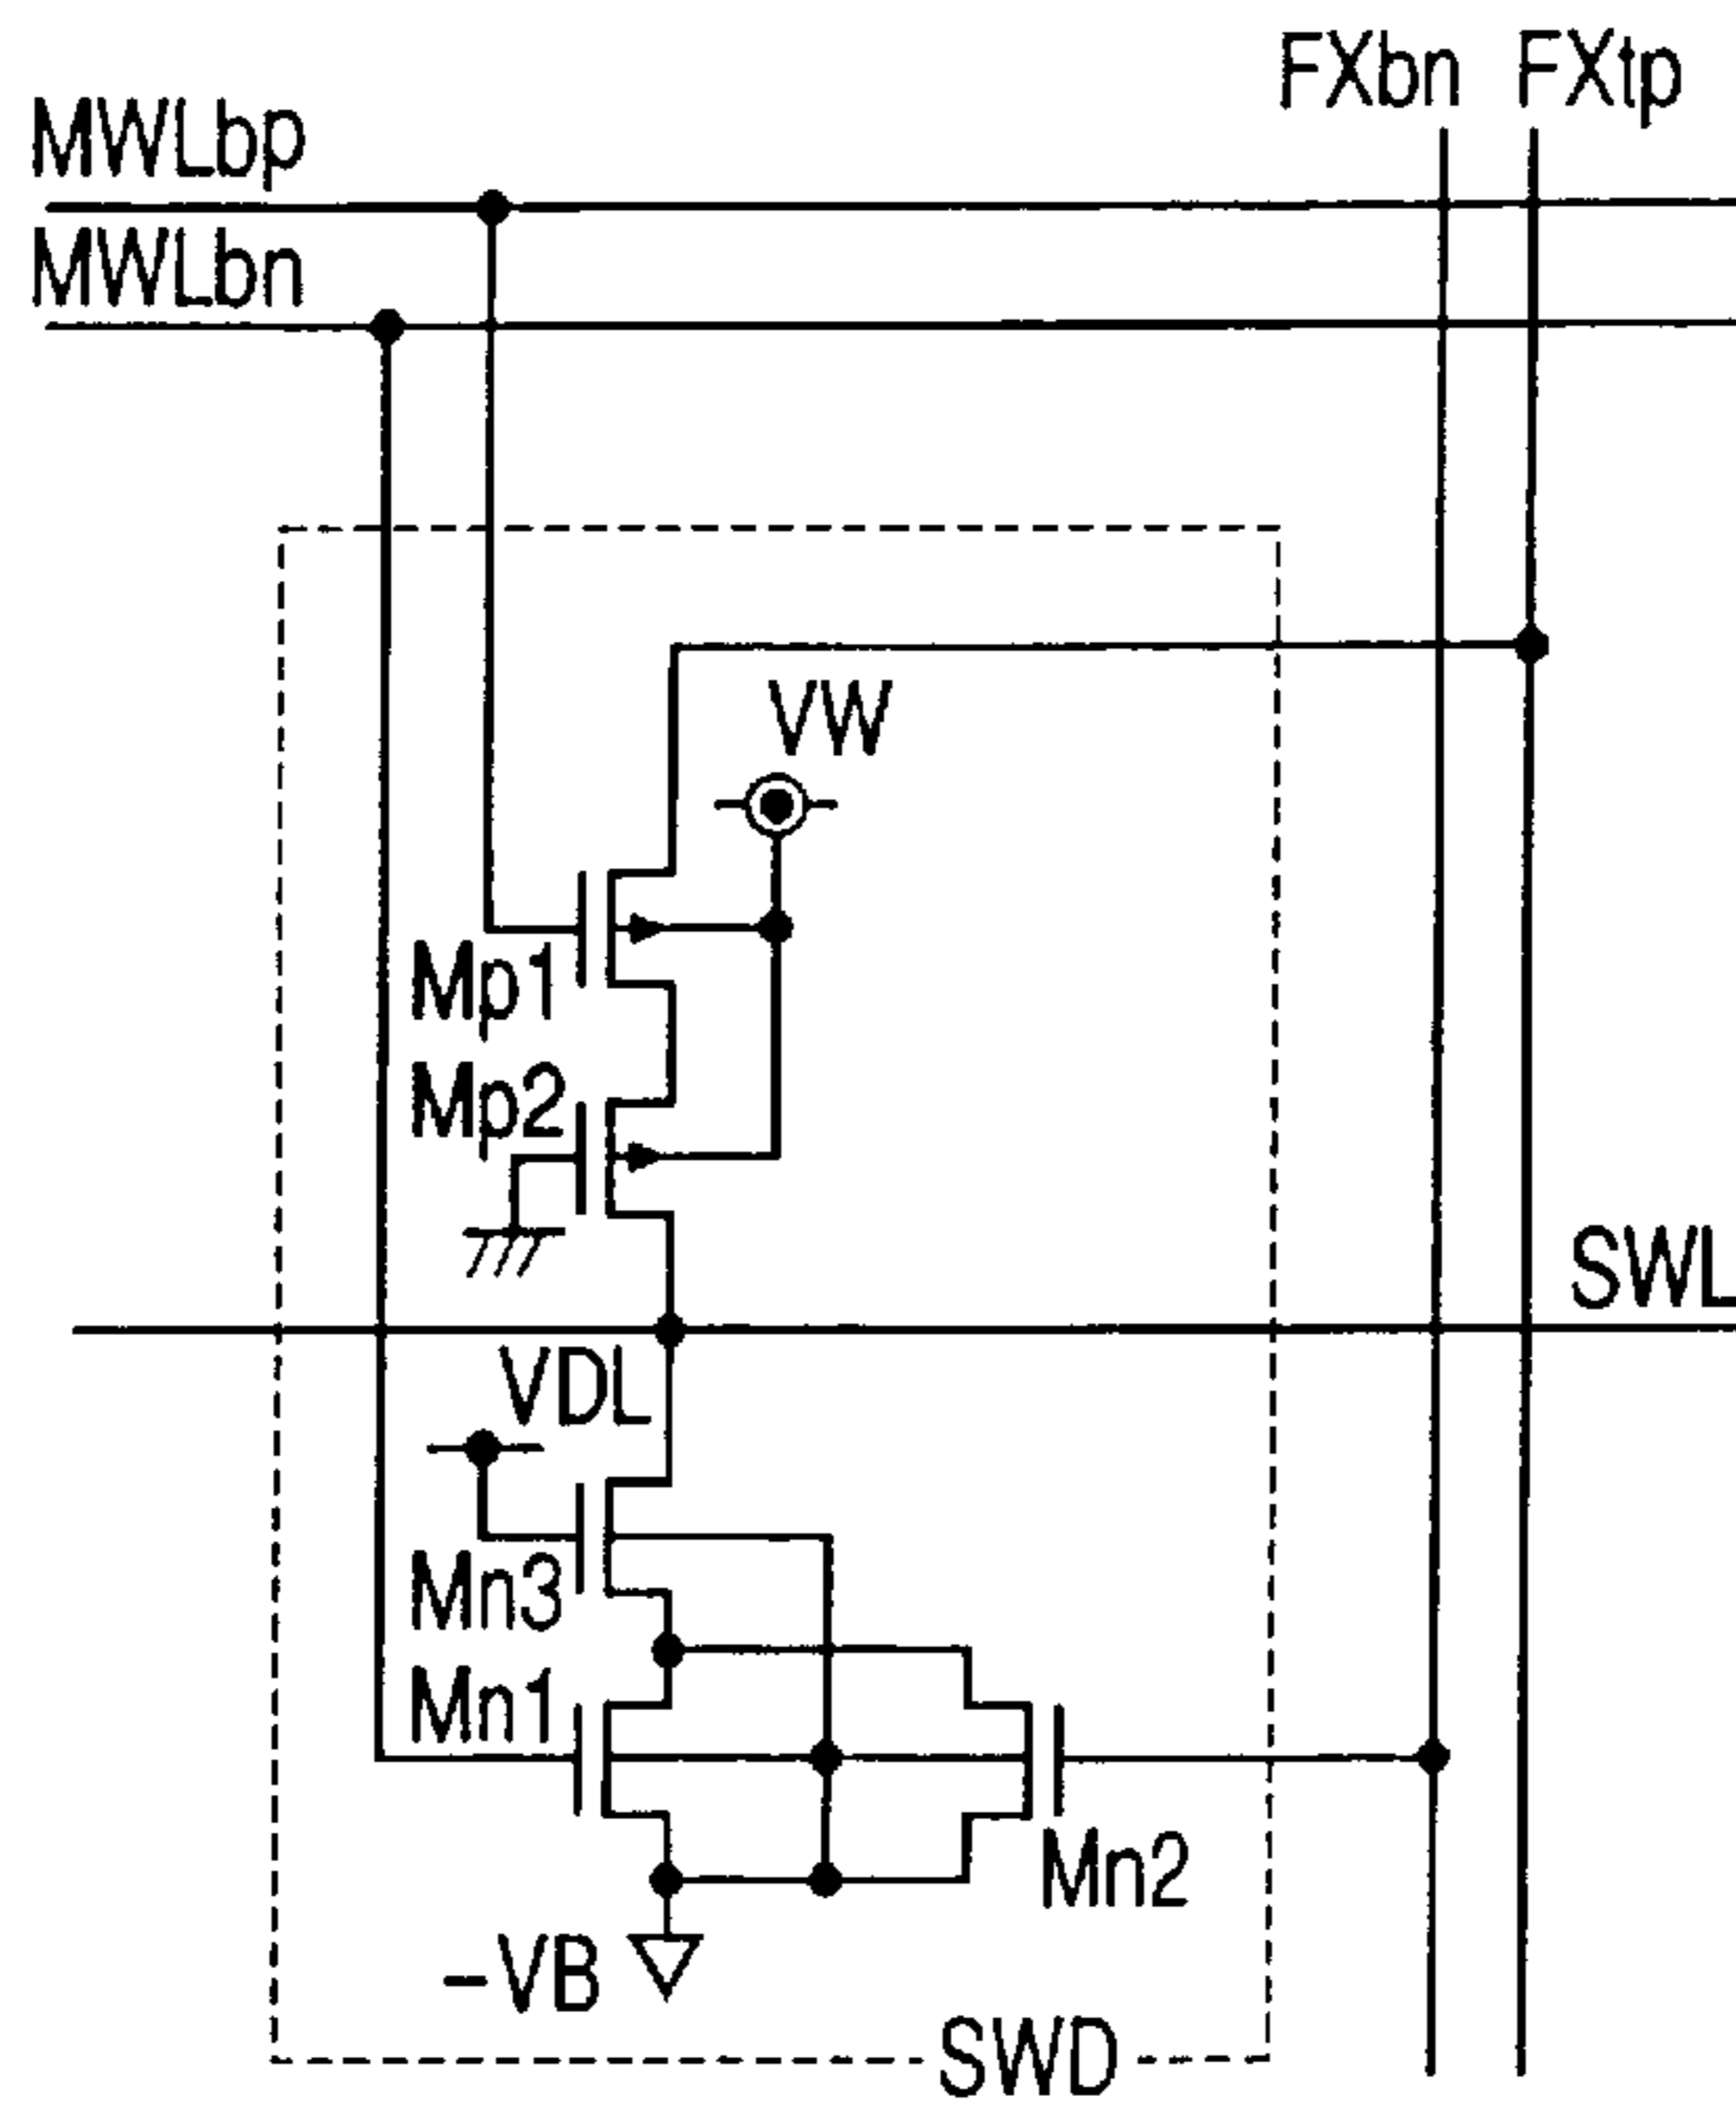 FXbn FXtp
MWLbp
MWLbn
VW
Mp1
Mp2
SWL
VDL
Mn3
Mn1
Mn2
-VB
SWD